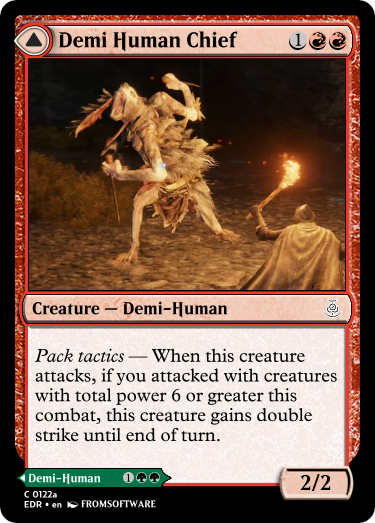 Demi Human Chief 1
Creature — Demi-Human
Pack tactics — When this creature
attacks, if you attacked with creatures
with total power 6 or greater this
combat, this creature gains double
strike until end of turn.
Demi-Human 1
2/2
C 0122a
EDR • en FROMSOFTWARE